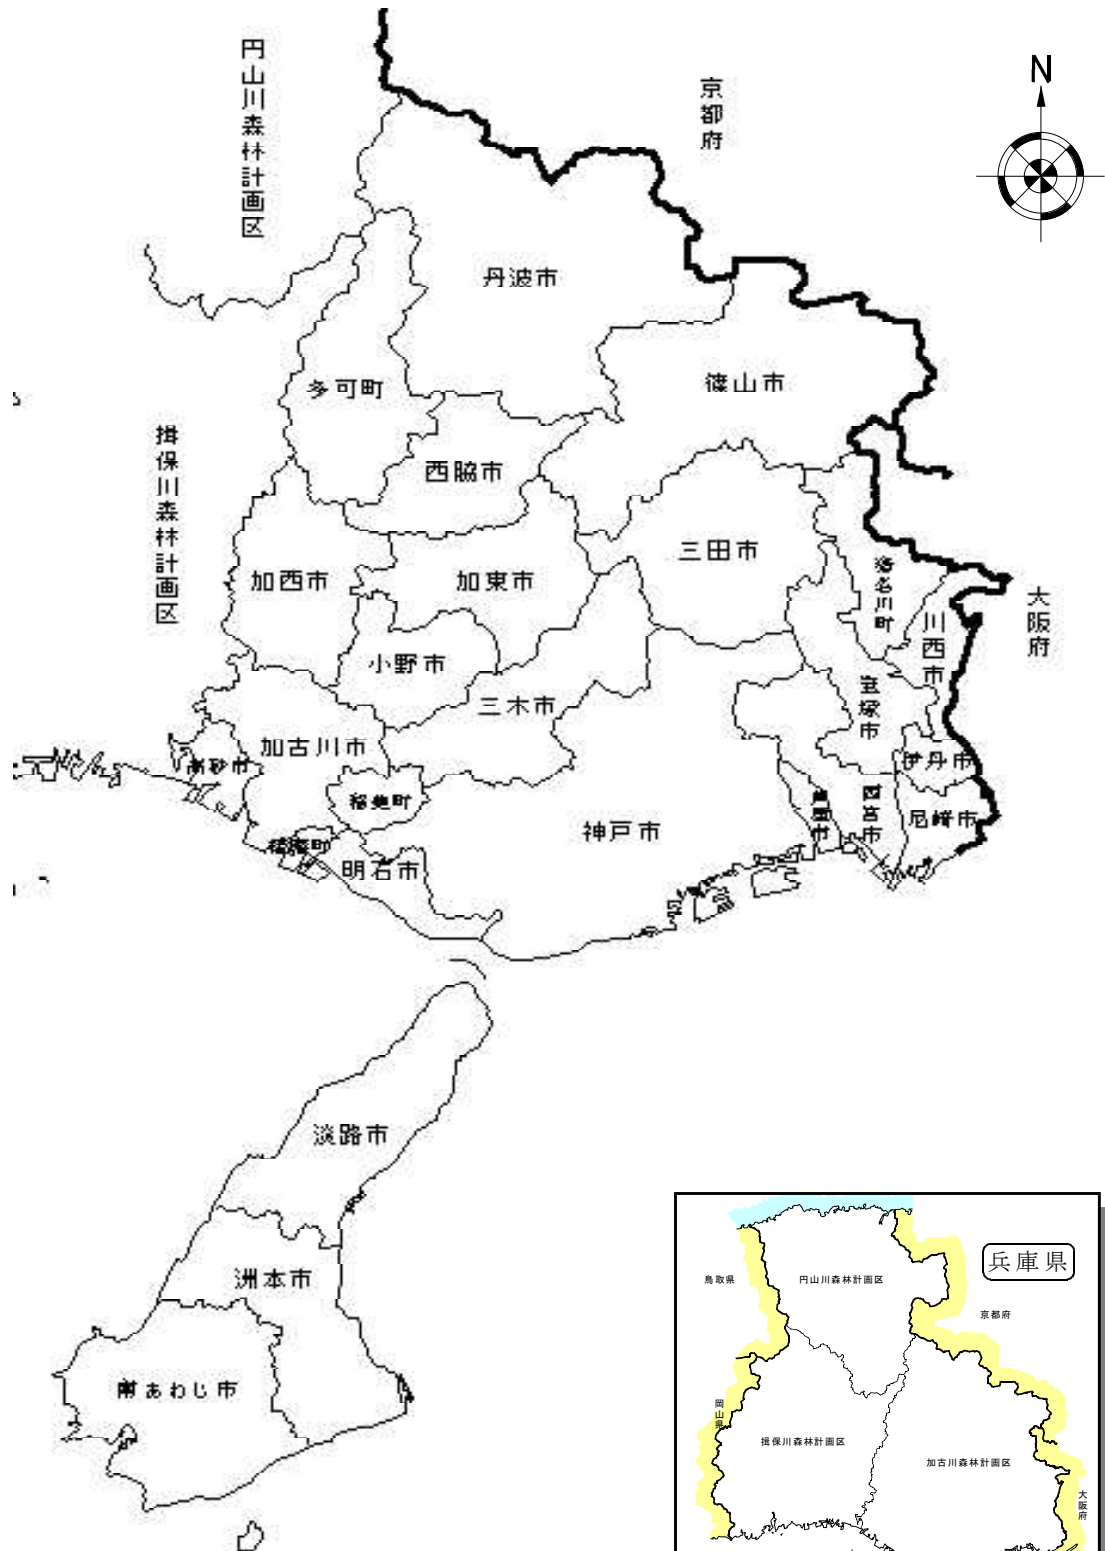 円山川森林計画区
京都府
N
丹波市
篠山市
多可町
揖保川森林計画区
西脇市
三田市
加西市
加東市
猪名川町
大阪府
川西市
小野市
宝塚市
三木市
加古川市
高砂市
伊丹市
稲美町
西宮市
芦屋市
尼崎市
神戸市
播磨町
明石市
淡路市
洲本市
南あわじ市
兵庫県
鳥取県
円山川森林計画区
京都府
岡山県
揖保川森林計画区
加古川森林計画区
大阪府